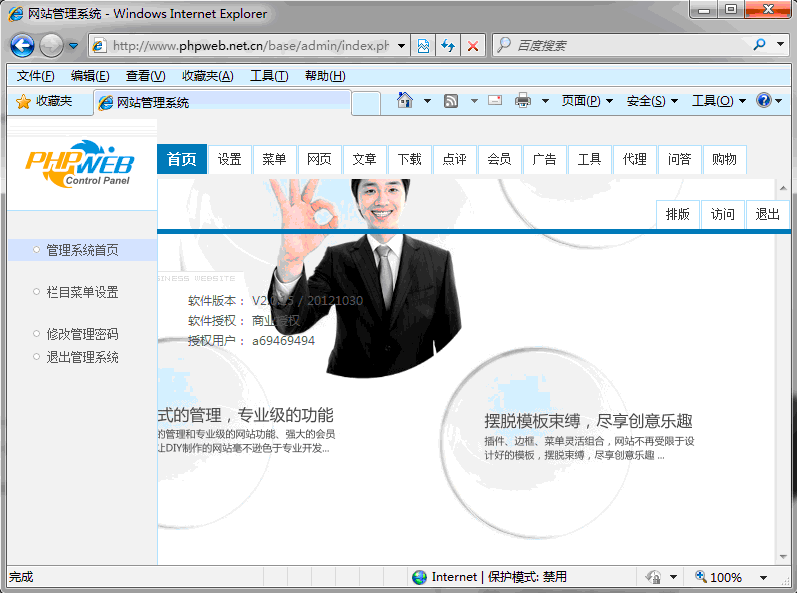 网站管理系统 - Windows Internet Explorer
http://www.phpweb.net.cn/base/admin/index.ph
百度搜索
文件(F) 编辑(E) 查看(V) 收藏夹(A) 工具(T) 帮助(H)
收藏夹 网站管理系统 页面(P) 安全(S) 工具(O)
PHPWEB
Control Panel
首页 设置 菜单 网页 文章 下载 点评 会员 广告 工具 代理 问答 购物
排版 访问 退出
管理系统首页
栏目菜单设置
修改管理密码
退出管理系统
INESS WEBSITE
软件版本： V2.0.15 / 20121030
软件授权： 商业授权
授权用户： a69469494
式的管理，专业级的功能
的管理和专业级的网站功能、强大的会员
让DIY制作的网站毫不逊色于专业开发...
摆脱模板束缚，尽享创意乐趣
插件、边框、菜单灵活组合，网站不再受限于设
计好的模板，摆脱束缚，尽享创意乐趣 ...
完成 Internet | 保护模式: 禁用 100%